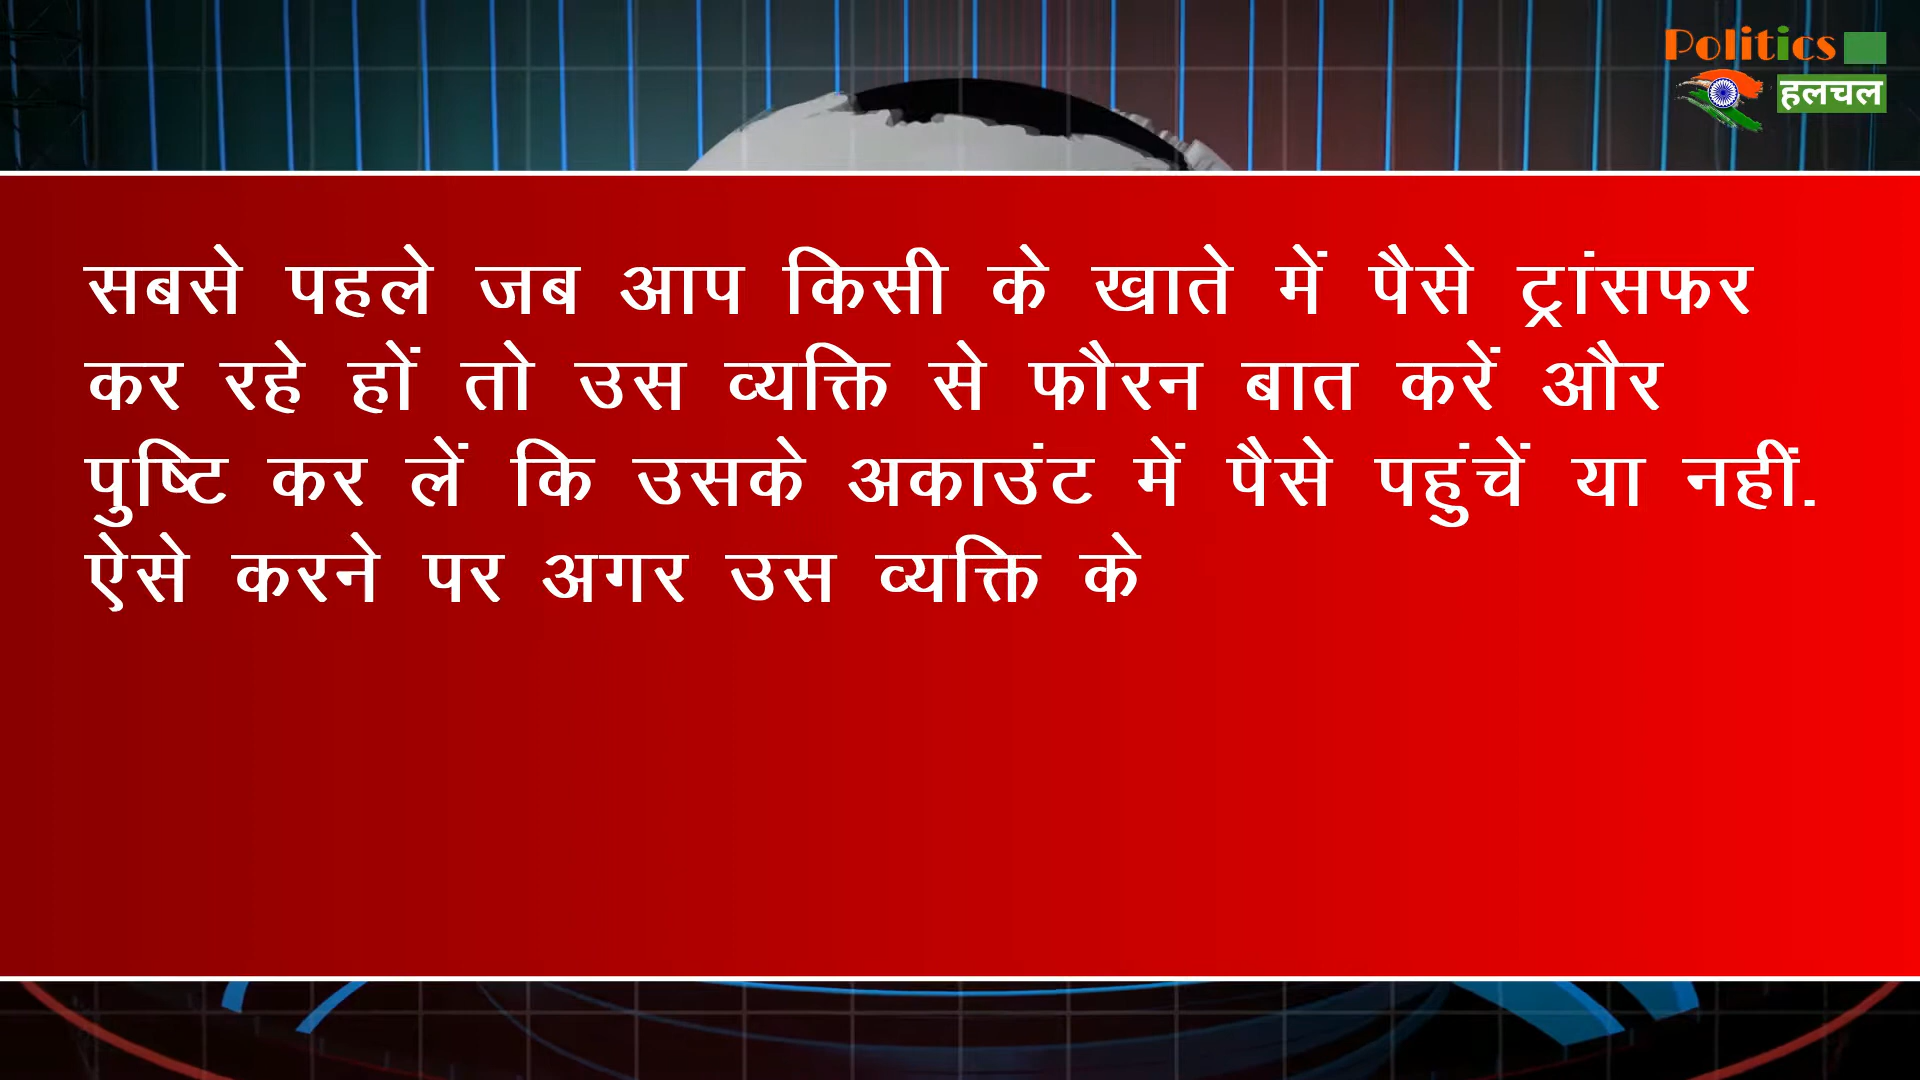 Politics
हलचल
सबसे पहले जब आप किसी के खाते में पैसे ट्रांसफर
कर रहे हों तो उस व्यक्ति से फौरन बात करें और
पुष्टि कर लें कि उसके अकाउंट में पैसे पहुंचें या नहीं.
ऐसे करने पर अगर उस व्यक्ति के